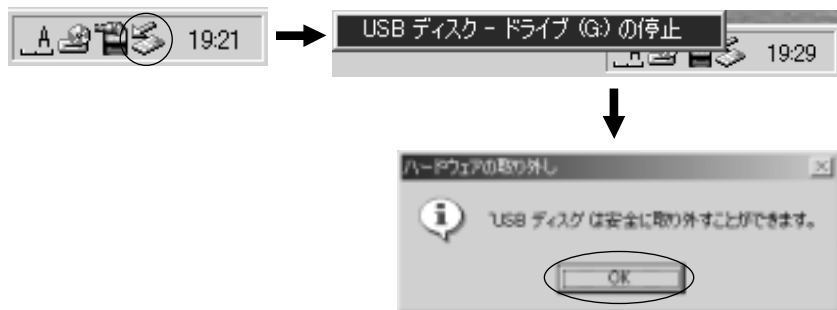 A
19:21
USB ディスク - ドライブ (G:) の停止
19:29
ハードウェアの取り外し
'USB ディスク' は安全に取り外すことができます。
OK